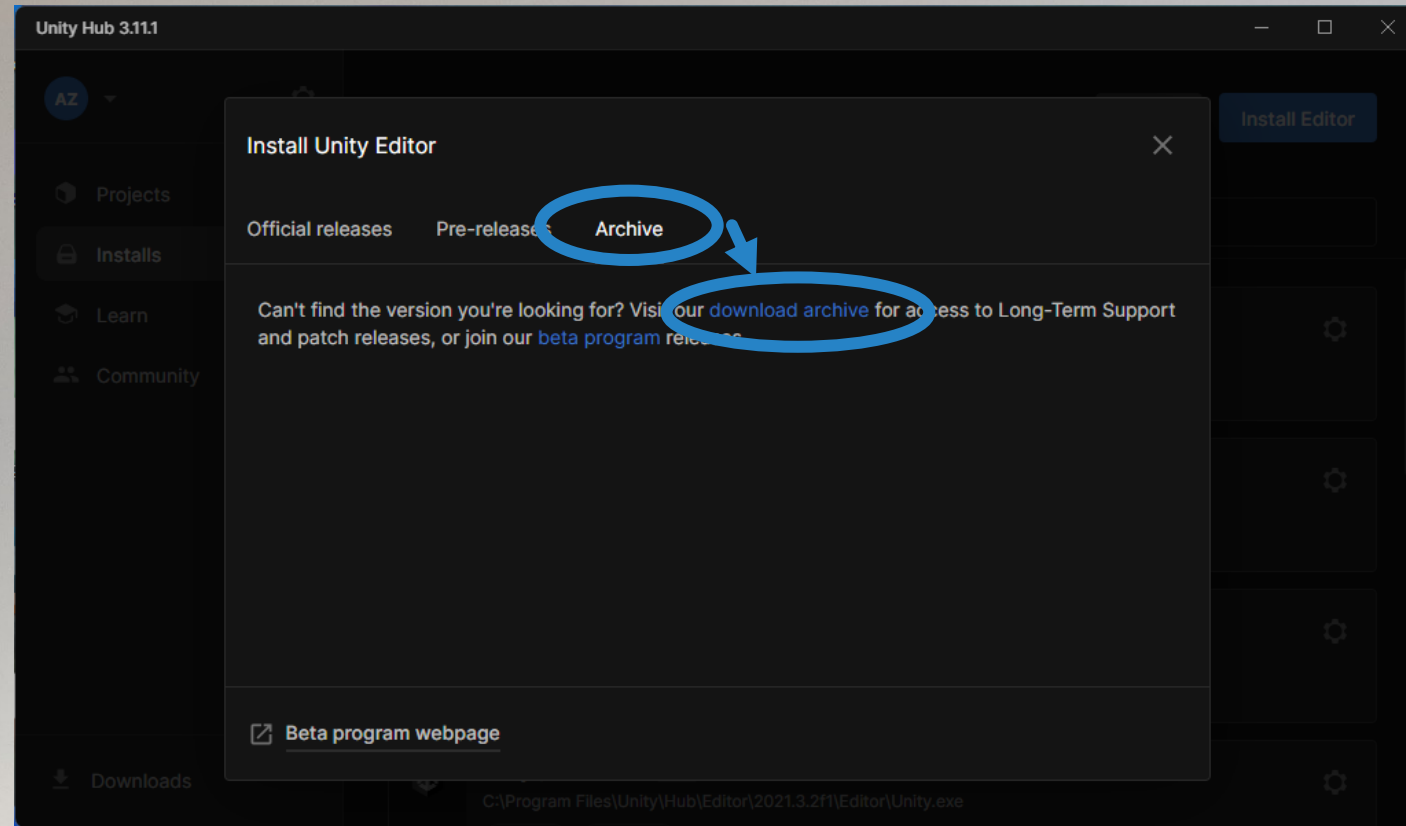 Unity Hub 3.11.1
AZ
Install Editor
Install Unity Editor
Projects
Official releases Pre-releases Archive
Installs
Can't find the version you're looking for? Visit our download archive for access to Long-Term Support
Learn
and patch releases, or join our beta program releases.
Community
Beta program webpage
Downloads
C:\Program Files\Unity\Hub\Editor\2021.3.2f1\Editor\Unity.exe